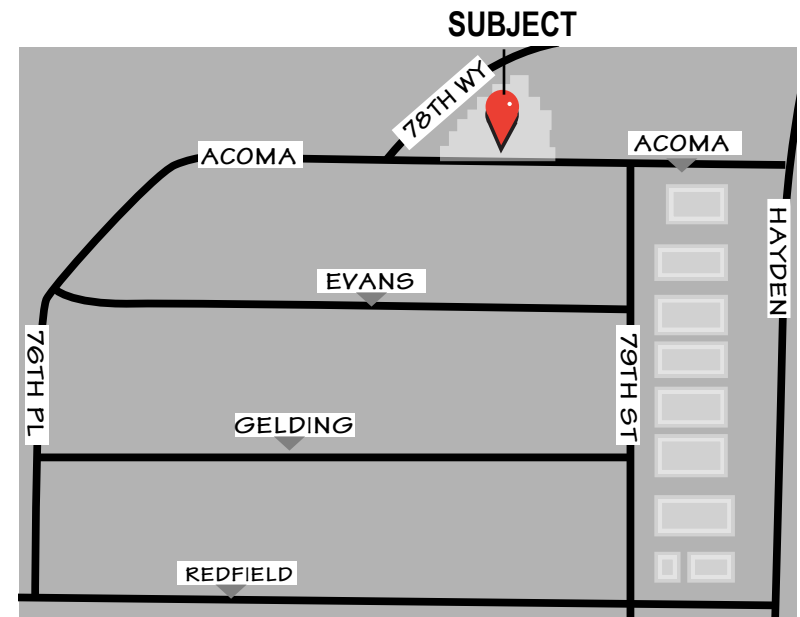 SUBJECT
78TH WY
ACOMA
ACOMA
HAYDEN
EVANS
76TH PL
79TH ST
GELDING
REDFIELD